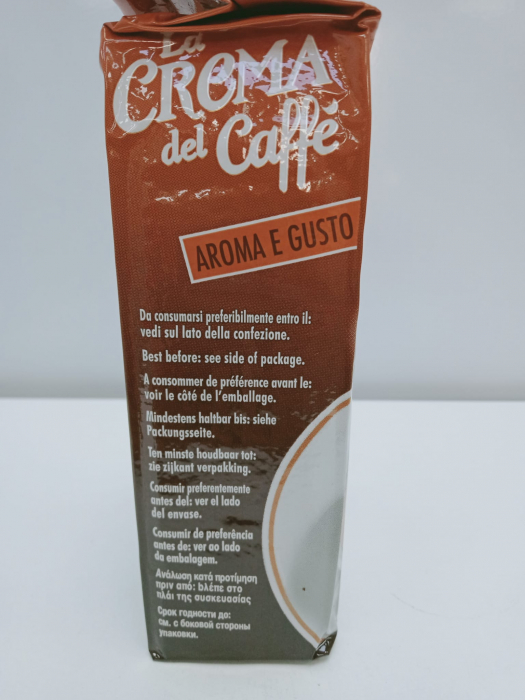 La
CREMA
del Caffè
AROMA E GUSTO
Da consumarsi preferibilmente entro il:
vedi sul lato della confezione.
Best before: see side of package.
A consommer de préférence avant le:
voir le côté de l'emballage.
Mindestens haltbar bis: siehe
Packungsseite.
Ten minste houdbaar tot:
zie zijkant verpakking.
Consumir preferentemente
antes del: ver el lado
del envase.
Consumir de preferência
antes de: ver ao lado
da embalagem.
Ανάλωση κατά προτίμηση
πριν από: bλέπε στο
πλάι της συσκευασίας
Срок годности до:
см. с боковой стороны
упаковки.